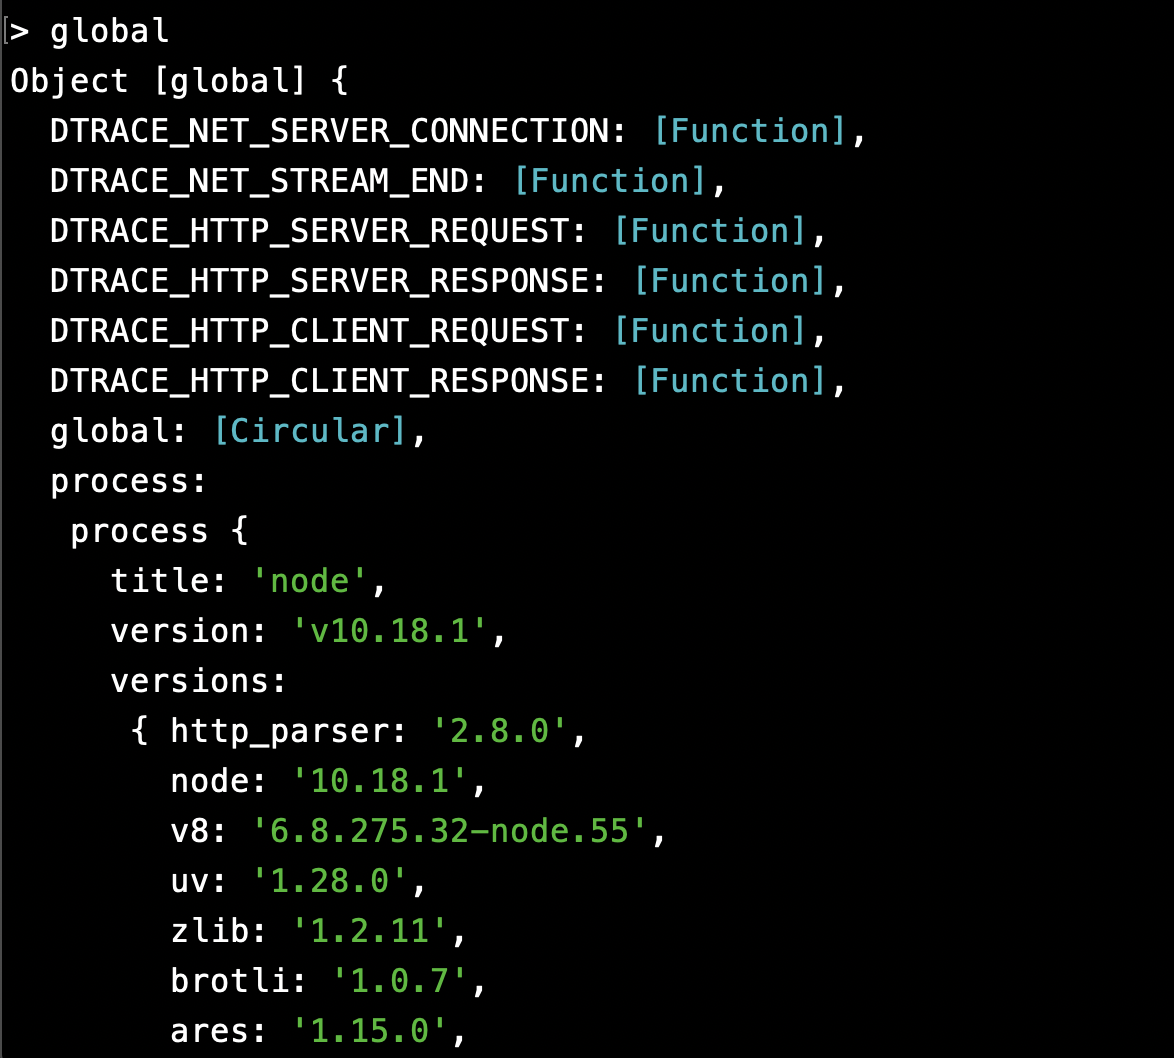 > global
Object [global] {
  DTRACE_NET_SERVER_CONNECTION: [Function],
  DTRACE_NET_STREAM_END: [Function],
  DTRACE_HTTP_SERVER_REQUEST: [Function],
  DTRACE_HTTP_SERVER_RESPONSE: [Function],
  DTRACE_HTTP_CLIENT_REQUEST: [Function],
  DTRACE_HTTP_CLIENT_RESPONSE: [Function],
  global: [Circular],
  process:
   process {
     title: 'node',
     version: 'v10.18.1',
     versions:
      { http_parser: '2.8.0',
        node: '10.18.1',
        v8: '6.8.275.32-node.55',
        uv: '1.28.0',
        zlib: '1.2.11',
        brotli: '1.0.7',
        ares: '1.15.0',